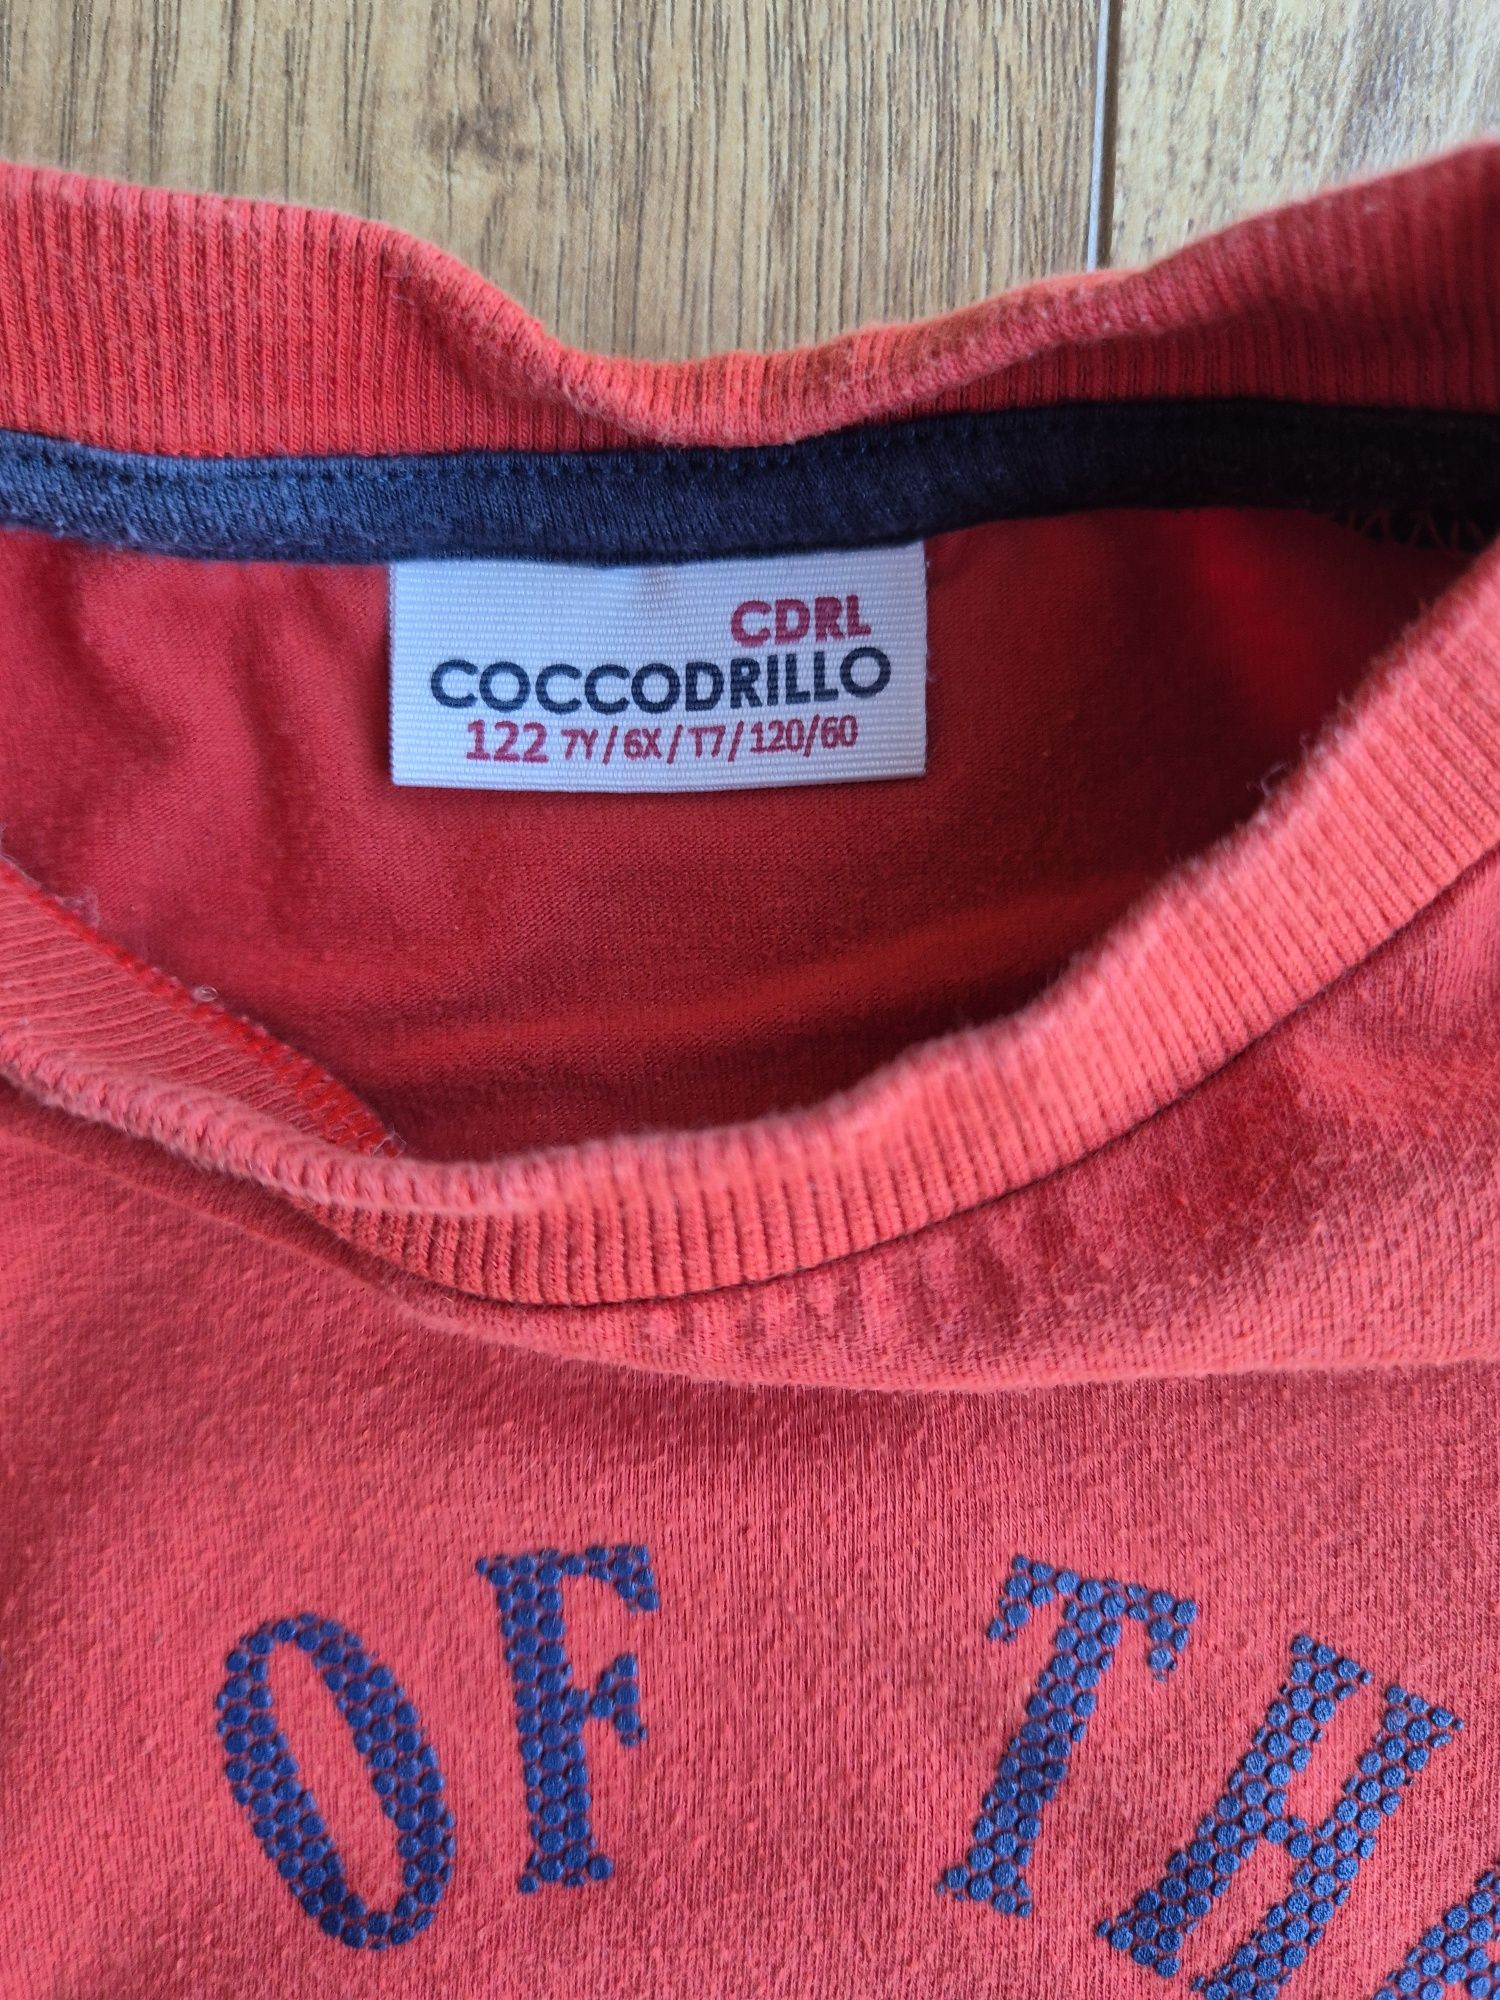 CDRL
COCCODRILLO
122 7Y/6X/T7/120/60
OF TH